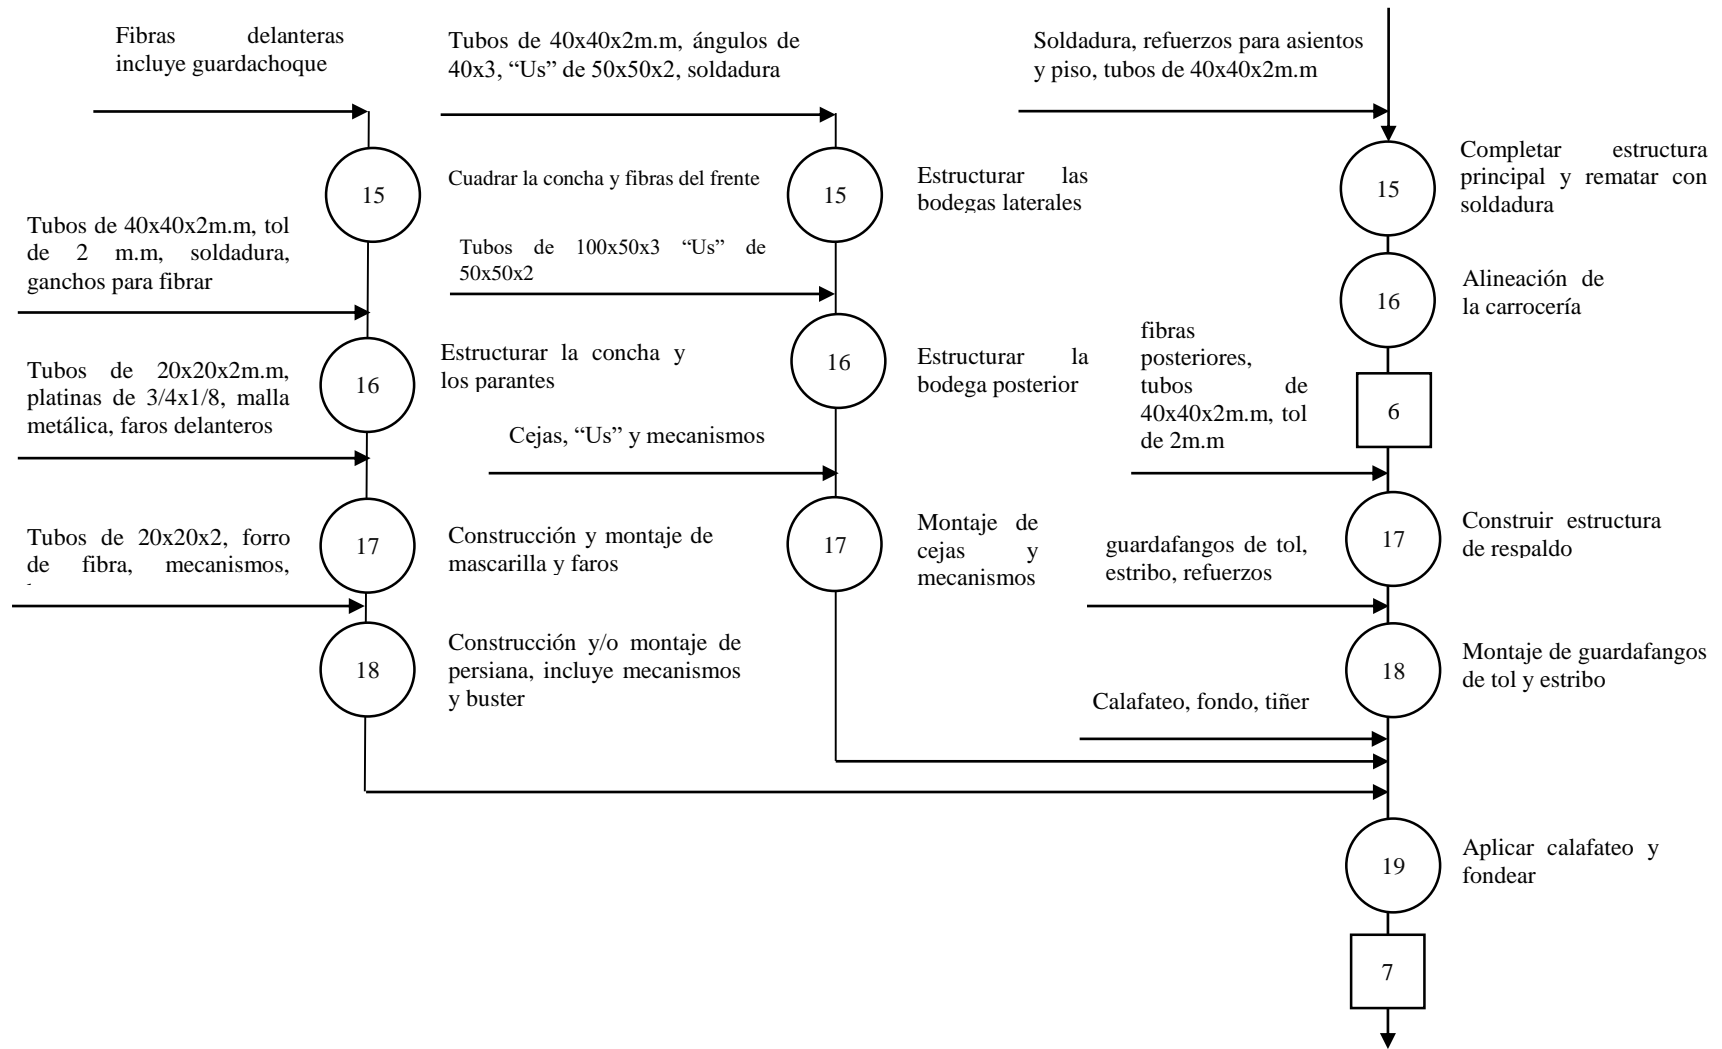 Fibras delanteras
incluye guardachoque
15
Tubos de 40x40x2m.m, tol
de 2 m.m, soldadura,
ganchos para fibrar
16
Tubos de 20x20x2m.m,
platinas de 3/4x1/8, malla
metálica, faros delanteros
17
Tubos de 20x20x2, forro
de fibra, mecanismos,
18
Tubos de 40x40x2m.m, ángulos de
40x3, “Us” de 50x50x2, soldadura
Cuadrar la concha y fibras del frente
15
Tubos de 100x50x3 “Us” de
50x50x2
Estructurar la concha y
los parantes
16
Cejas, “Us” y mecanismos
Construcción y montaje de
mascarilla y faros
17
Construcción y/o montaje de
persiana, incluye mecanismos
y buster
Estructurar las
bodegas laterales
Estructurar la
bodega posterior
Montaje de
cejas y
mecanismos
Soldadura, refuerzos para asientos
y piso, tubos de 40x40x2m.m
15
Completar estructura
principal y rematar con
soldadura
16
Alineación de
la carrocería
6
fibras
posteriores,
tubos de
40x40x2m.m, tol
de 2m.m
17
Construir estructura
de respaldo
guardafangos de tol,
estribo, refuerzos
18
Montaje de guardafangos
de tol y estribo
Calafateo, fondo, tiñer
19
Aplicar calafateo y
fondear
7